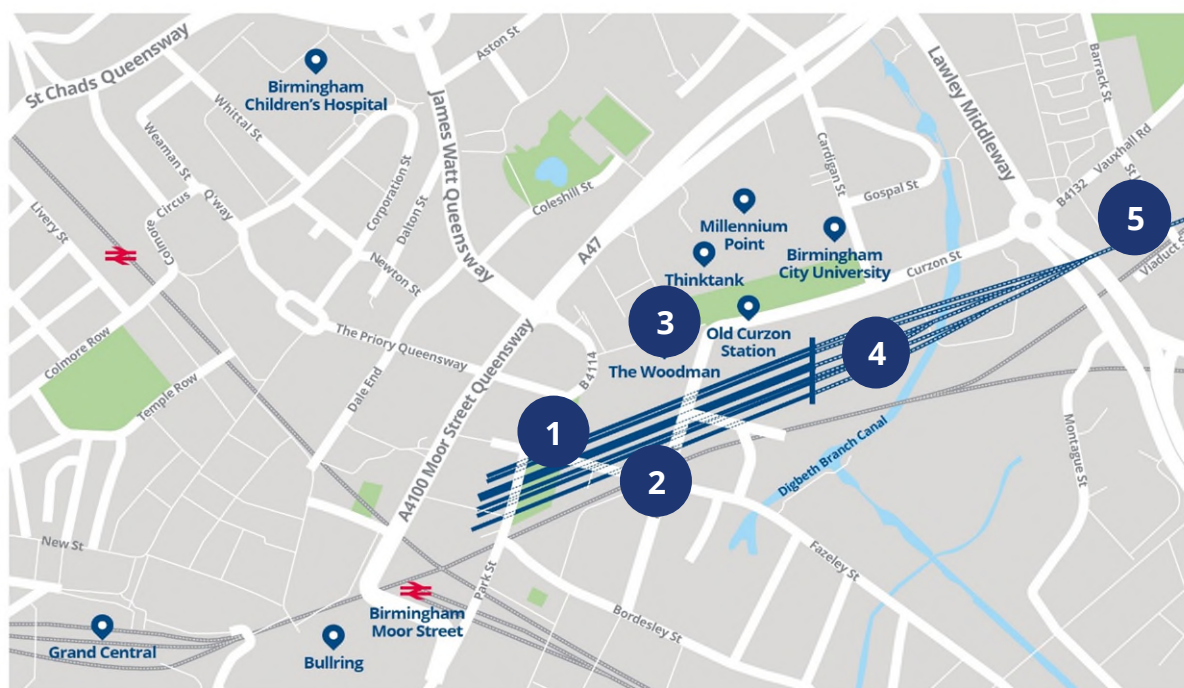 St Chads Queensway
Birmingham
Children's Hospital
Aston St
James Watt Queensway
Lawley Middleway
Barrack St
Whittal St
Weaman St
Corporation St
Dalton St
Coleshill St
Cardigan St
Vauxhall Rd
B4132
Gospal St
Livery St
Colmore
Circus
Q'way
Newton St
A47
Millennium
Point
Birmingham
City University
Thinktank
Curzon St
5
Viaduct S
3
Old Curzon
Station
4
The Woodman
The Priory Queensway
B4114
Colmore Row
Temple Row
Dale End
A4100 Moor Street Queensway
1
2
Digbeth Branch Canal
Montague St
New St
Park St
Fazeley St
Birmingham
Moor Street
Bordesley St
Grand Central
Bullring